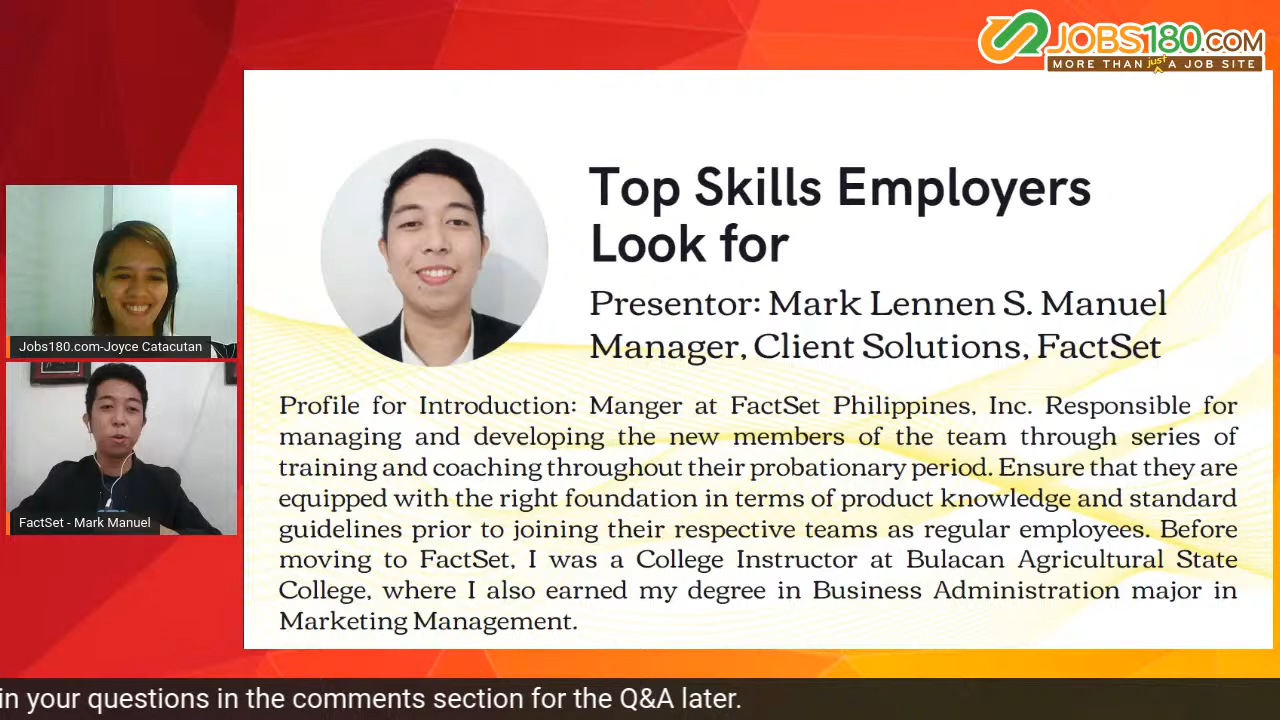 JOBS180.COM
MORE THAN just A JOB SITE
Top Skills Employers
Look for
Presentor: Mark Lennen S. Manuel
Manager, Client Solutions, FactSet
Jobs180.com-Joyce Catacutan
FactSet - Mark Manuel
Profile for Introduction: Manger at FactSet Philippines, Inc. Responsible for
managing and developing the new members of the team through series of
training and coaching throughout their probationary period. Ensure that they are
equipped with the right foundation in terms of product knowledge and standard
guidelines prior to joining their respective teams as regular employees. Before
moving to FactSet, I was a College Instructor at Bulacan Agricultural State
College, where I also earned my degree in Business Administration major in
Marketing Management.
in your questions in the comments section for the Q&A later.